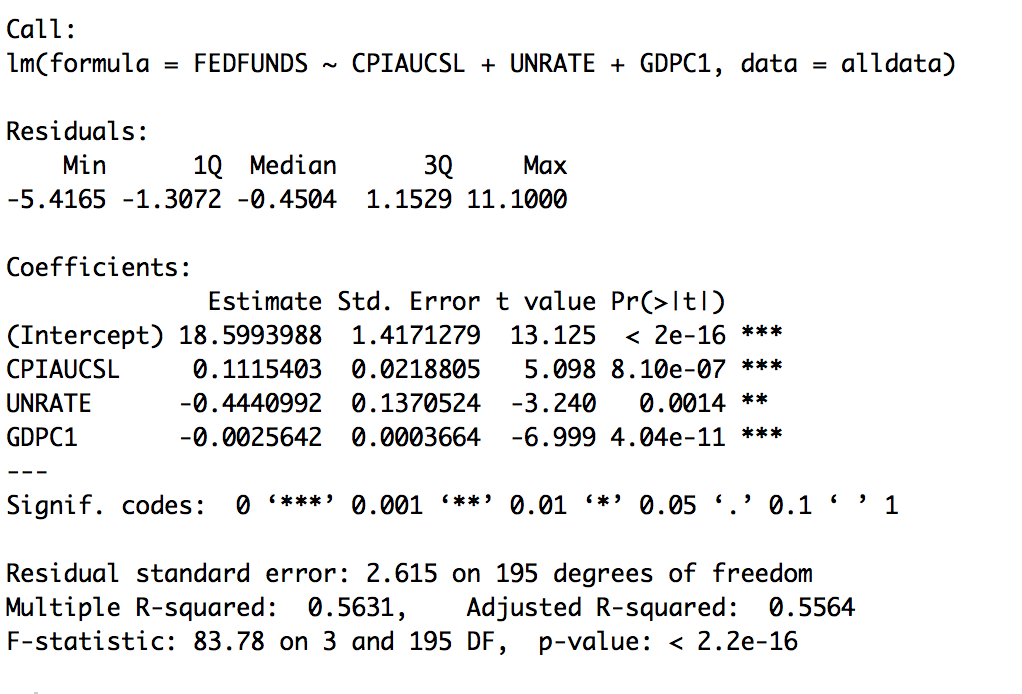 Call:
lm(formula = FEDFUNDS ~ CPIAUCSL + UNRATE + GDPC1, data = alldata)
Residuals:
Min 1Q Median 3Q Max
-5.4165 -1.3072 -0.4504 1.1529 11.1000
Coefficients:
Estimate Std. Error t value Pr(>|t|)
(Intercept) 18.5993988 1.4171279 13.125 < 2e-16 ***
CPIAUCSL 0.1115403 0.0218805 5.098 8.10e-07 ***
UNRATE -0.4440992 0.1370524 -3.240 0.0014 **
GDPC1 -0.0025642 0.0003664 -6.999 4.04e-11 ***
---
Signif. codes: 0 ‘***’ 0.001 ‘**’ 0.01 ‘*’ 0.05 ‘.’ 0.1 ‘ ’ 1
Residual standard error: 2.615 on 195 degrees of freedom
Multiple R-squared: 0.5631, Adjusted R-squared: 0.5564
F-statistic: 83.78 on 3 and 195 DF, p-value: < 2.2e-16